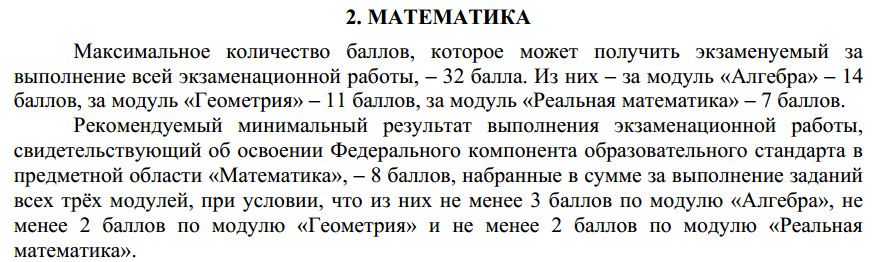 2. МАТЕМАТИКА
Максимальное количество баллов, которое может получить экзаменуемый за
выполнение всей экзаменационной работы, – 32 балла. Из них – за модуль «Алгебра» – 14
баллов, за модуль «Геометрия» – 11 баллов, за модуль «Реальная математика» – 7 баллов.
Рекомендуемый минимальный результат выполнения экзаменационной работы,
свидетельствующий об освоении Федерального компонента образовательного стандарта в
предметной области «Математика», – 8 баллов, набранные в сумме за выполнение заданий
всех трёх модулей, при условии, что из них не менее 3 баллов по модулю «Алгебра», не
менее 2 баллов по модулю «Геометрия» и не менее 2 баллов по модулю «Реальная
математика».